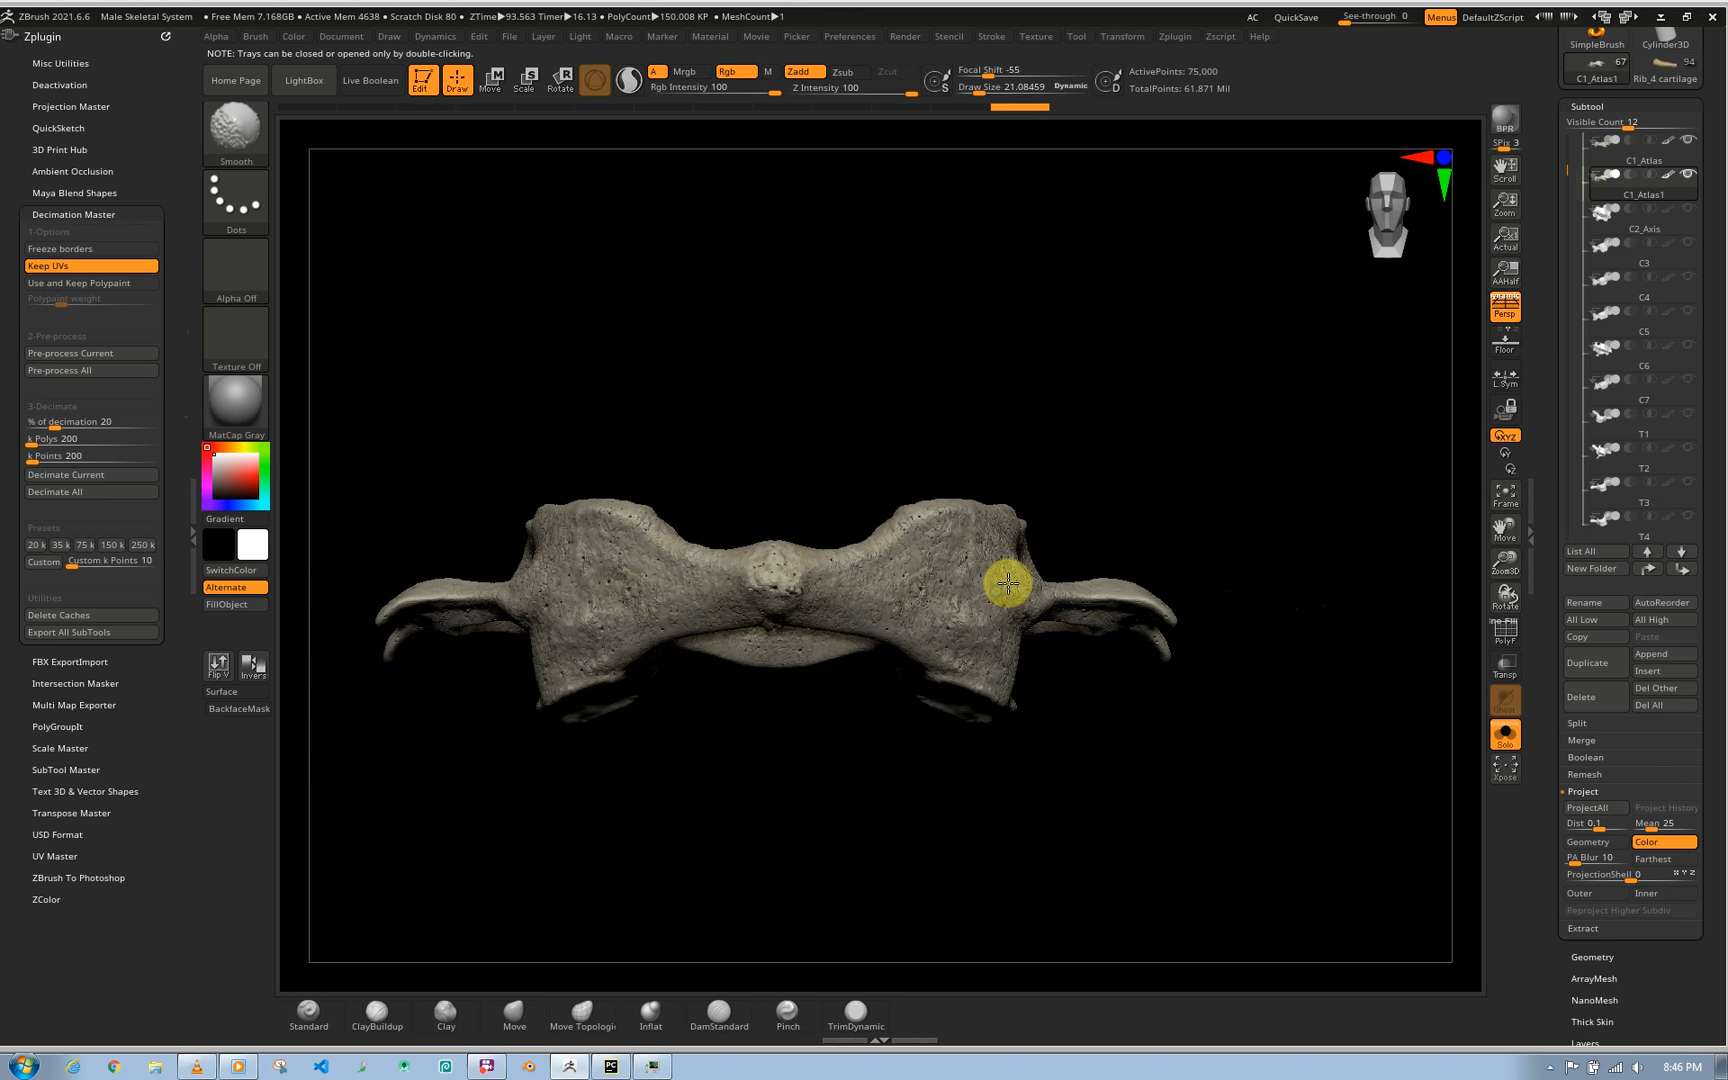 ZBrush 2021.6.6 Male Skeletal System • Free Mem 7.168GB • Active Mem 4638 • Scratch Disk 80 • ZTime▶93.563 Timer▶16.13 • PolyCount▶150.008 KP • MeshCount▶1
AC QuickSave See-through 0 Menus DefaultZScript
Zplugin
Alpha Brush Color Document Draw Dynamics Edit File Layer Light Macro Marker Material Movie Picker Preferences Render Stencil Stroke Texture Tool Transform Zplugin Zscript Help
NOTE: Trays can be closed or opened only by double-clicking.
Home Page LightBox Live Boolean Edit Draw Move Scale Rotate
A Mrgb Rgb M Zadd Zsub Zcut
Rgb Intensity 100 Z Intensity 100
Focal Shift -55
Draw Size 21.08459 Dynamic
ActivePoints: 75,000
TotalPoints: 61.871 Mil
S
D
Misc Utilities
Deactivation
Projection Master
QuickSketch
3D Print Hub
Ambient Occlusion
Maya Blend Shapes
Decimation Master
1-Options
Freeze borders
Keep UVs
Use and Keep Polypaint
Polypaint weight
2-Pre-process
Pre-process Current
Pre-process All
3-Decimate
% of decimation 20
k Polys 200
k Points 200
Decimate Current
Decimate All
Presets
20 k 35 k 75 k 150 k 250 k
Custom Custom k Points 10
Utilities
Delete Caches
Export All SubTools
FBX ExportImport
Intersection Masker
Multi Map Exporter
PolyGroupIt
Scale Master
SubTool Master
Text 3D & Vector Shapes
Transpose Master
USD Format
UV Master
ZBrush To Photoshop
ZColor
Smooth
Dots
Alpha Off
Texture Off
MatCap Gray
Gradient
SwitchColor
Alternate
FillObject
Flip V Invers
Surface
BackfaceMask
BPR
SPix 3
Scroll
Zoom
Actual
AAHalf
Persp
Floor
L.Sym
XYZ
Y
Z
Frame
Move
Zoom3D
Rotate
PolyF
Transp
Ghost
Solo
Xpose
SimpleBrush Cylinder3D
67 94
C1_Atlas1 Rib_4 cartilage
Subtool
Visible Count 12
C1_Atlas
C1_Atlas1
C2_Axis
C3
C4
C5
C6
C7
T1
T2
T3
T4
List All
New Folder
Rename AutoReorder
All Low All High
Copy Paste
Duplicate Append
Insert
Delete Del Other
Del All
Split
Merge
Boolean
Remesh
Project
ProjectAll Project History
Dist 0.1 Mean 25
Geometry Color
PA Blur 10 Farthest
ProjectionShell 0 X Y Z
Outer Inner
Reproject Higher Subdiv
Extract
Geometry
ArrayMesh
NanoMesh
Thick Skin
Layers
Standard ClayBuildup Clay Move Move Topologi Inflat DamStandard Pinch TrimDynamic
PC
8:46 PM